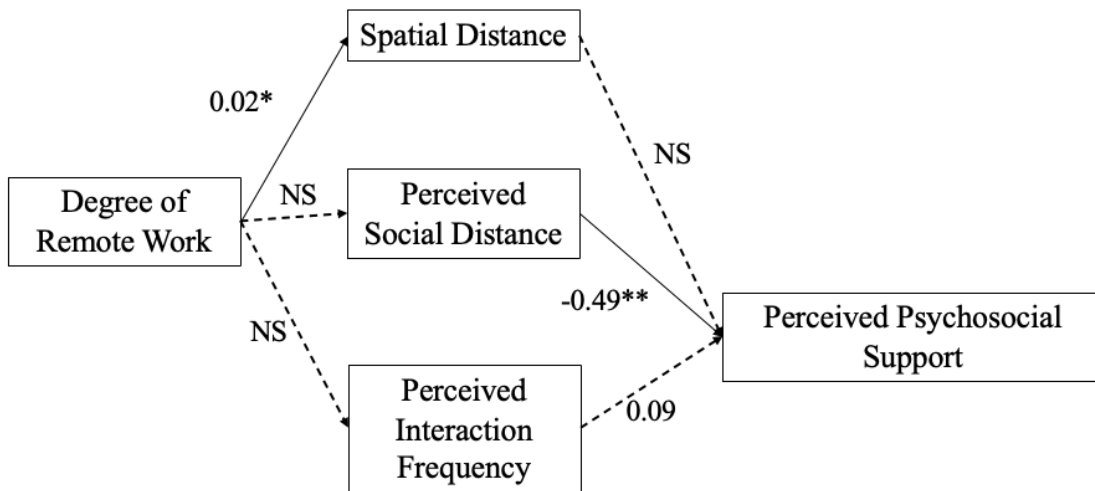 Spatial Distance
0.02*
NS
Degree of
Remote Work
NS
Perceived
Social Distance
-0.49**
Perceived Psychosocial
Support
NS
Perceived
Interaction
Frequency
0.09